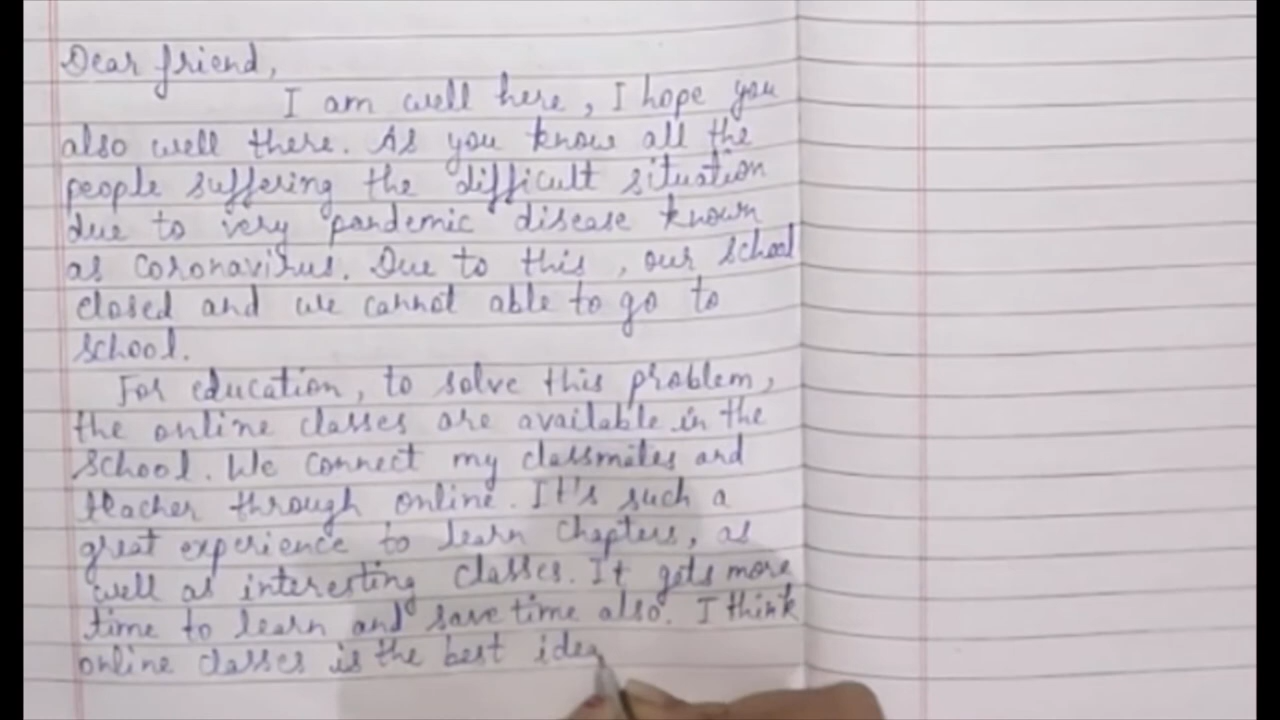 Dear friend,
I am well here, I hope you
also well there. As you know all the
people suffering the difficult situation
due to very pandemic disease known
as coronavirus. Due to this, our school
closed and we cannot able to go to
school.
For education, to solve this problem,
the online classes are available in the
school. We connect my classmates and
teacher through online. It's such a
great experience to learn chapters, as
well as interesting classes. It gets more
time to learn and save time also. I think
online classes is the best idea